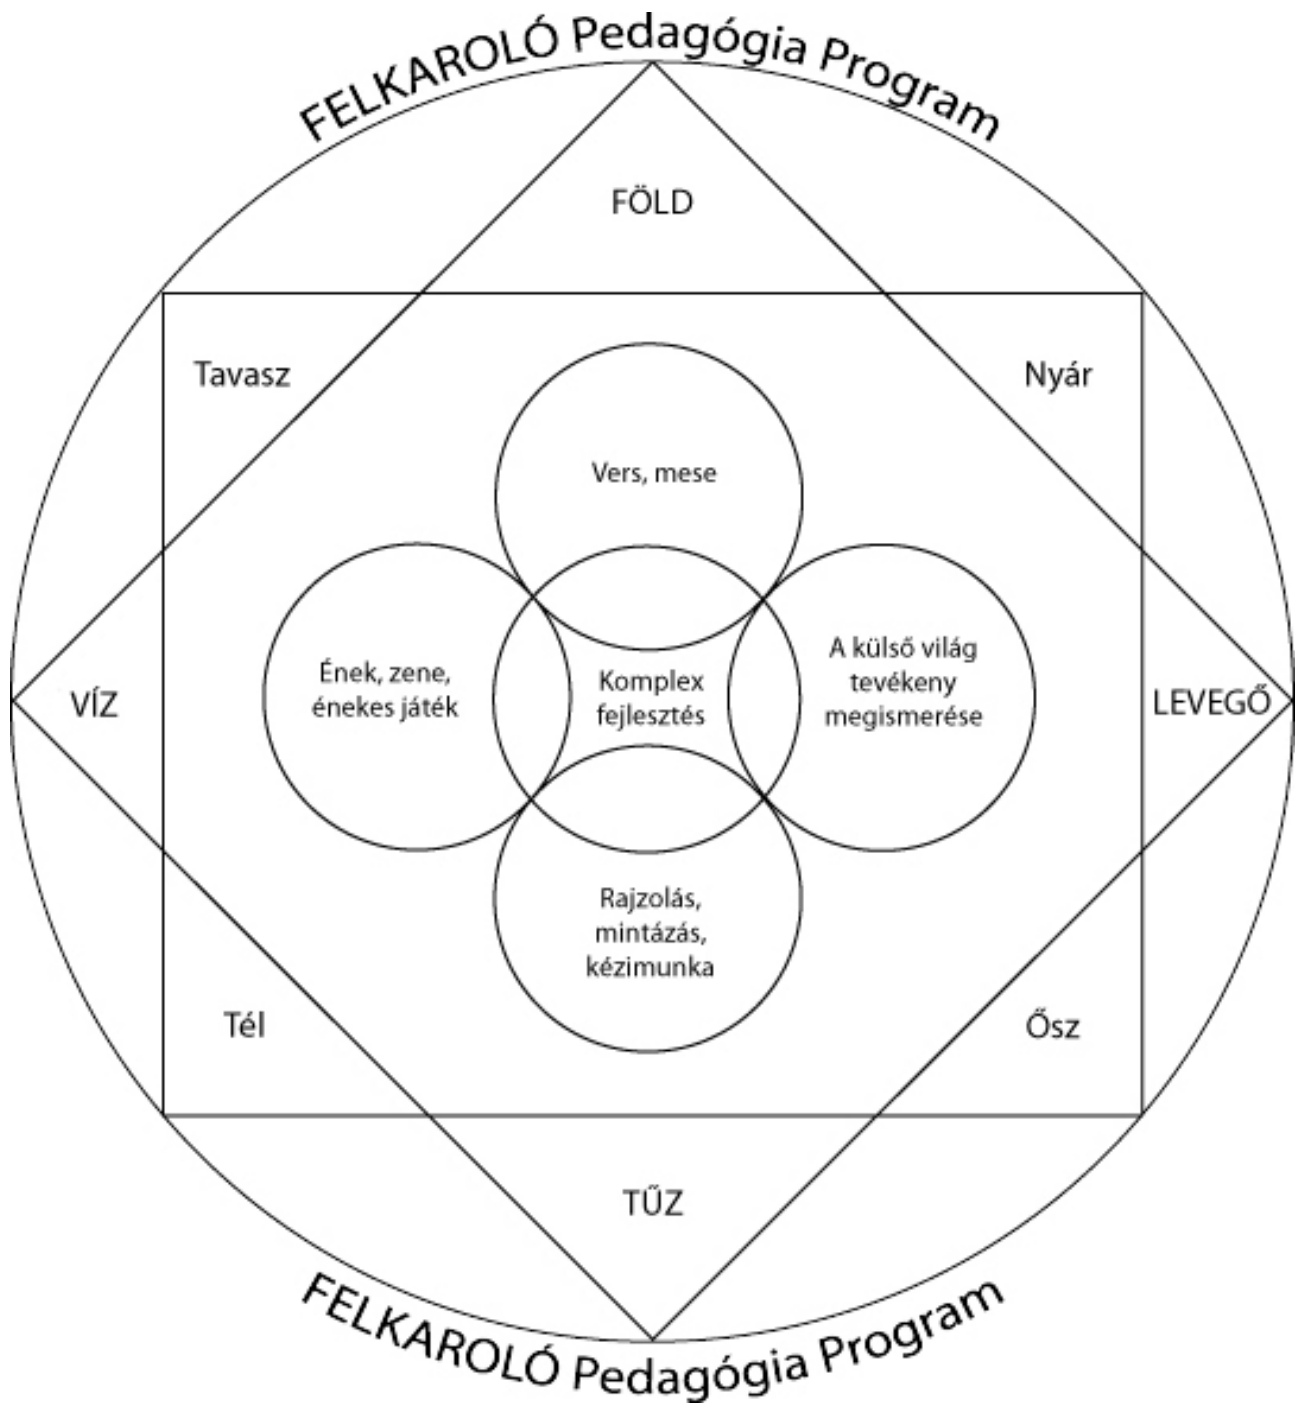 FELKAROLÓ Pedagógia Program
FÖLD
Tavasz
Nyár
Vers, mese
Ének, zene,
énekes játék
Komplex
fejlesztés
A külső világ
tevékeny
megismerése
VÍZ
LEVEGŐ
Rajzolás,
mintázás,
kézimunka
Tél
Ősz
TŰZ
FELKAROLÓ Pedagógia Program